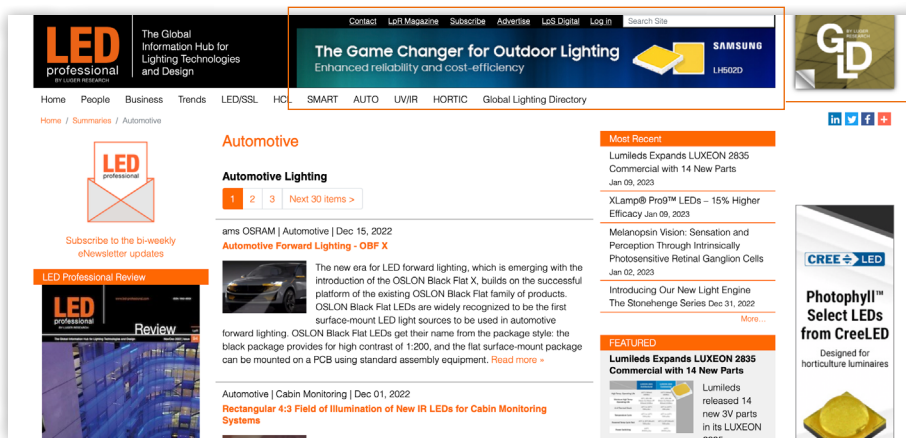 Contact LpR Magazine Subscribe Advertise LpS Digital Log in Search Site
LED
professional
BY LUGER RESEARCH
The Global
Information Hub for
Lighting Technologies
and Design
The Game Changer for Outdoor Lighting
Enhanced reliability and cost-efficiency
SAMSUNG
LH502D
GLD
BY LUGER
RESEARCH
Home People Business Trends LED/SSL HCL SMART AUTO UV/IR HORTIC Global Lighting Directory
Home / Summaries / Automotive
LED
professional
Subscribe to the bi-weekly
eNewsletter updates
LED Professional Review
LED
professional
Review
Automotive
Automotive Lighting
1 2 3 Next 30 items >
ams OSRAM | Automotive | Dec 15, 2022
Automotive Forward Lighting - OBF X
The new era for LED forward lighting, which is emerging with the
introduction of the OSLON Black Flat X, builds on the successful
platform of the existing OSLON Black Flat family of products.
OSLON Black Flat LEDs are widely recognized to be the first
surface-mount LED light sources to be used in automotive
forward lighting. OSLON Black Flat LEDs get their name from the package style: the
black package provides for high contrast of 1:200, and the flat surface-mount package
can be mounted on a PCB using standard assembly equipment. Read more »
Automotive | Cabin Monitoring | Dec 01, 2022
Rectangular 4:3 Field of Illumination of New IR LEDs for Cabin Monitoring
Systems
Most Recent
Lumileds Expands LUXEON 2835
Commercial with 14 New Parts
Jan 09, 2023
XLamp® Pro9™ LEDs – 15% Higher
Efficacy Jan 09, 2023
Melanopsin Vision: Sensation and
Perception Through Intrinsically
Photosensitive Retinal Ganglion Cells
Jan 02, 2023
Introducing Our New Light Engine
The Stonehenge Series Dec 31, 2022
More...
FEATURED
Lumileds Expands LUXEON 2835
Commercial with 14 New Parts
Lumileds
released 14
new 3V parts
in its LUXEON
in f +
CREE LED
Photophyll™
Select LEDs
from CreeLED
Designed for
horticulture luminaires